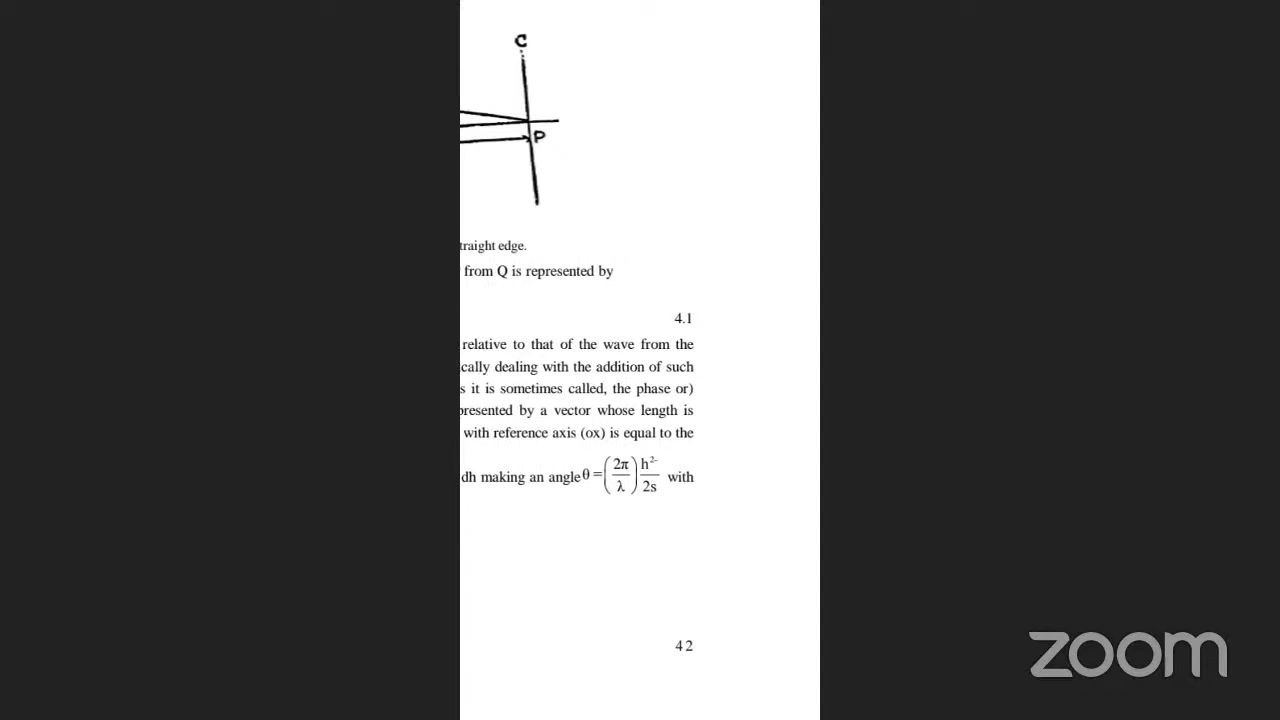 C
P
traight edge.
from Q is represented by
4.1
relative to that of the wave from the
cally dealing with the addition of such
s it is sometimes called, the phase or)
presented by a vector whose length is
with reference axis (ox) is equal to the
dh making an angle θ = (2π/λ) h²/2s with
42
zoom